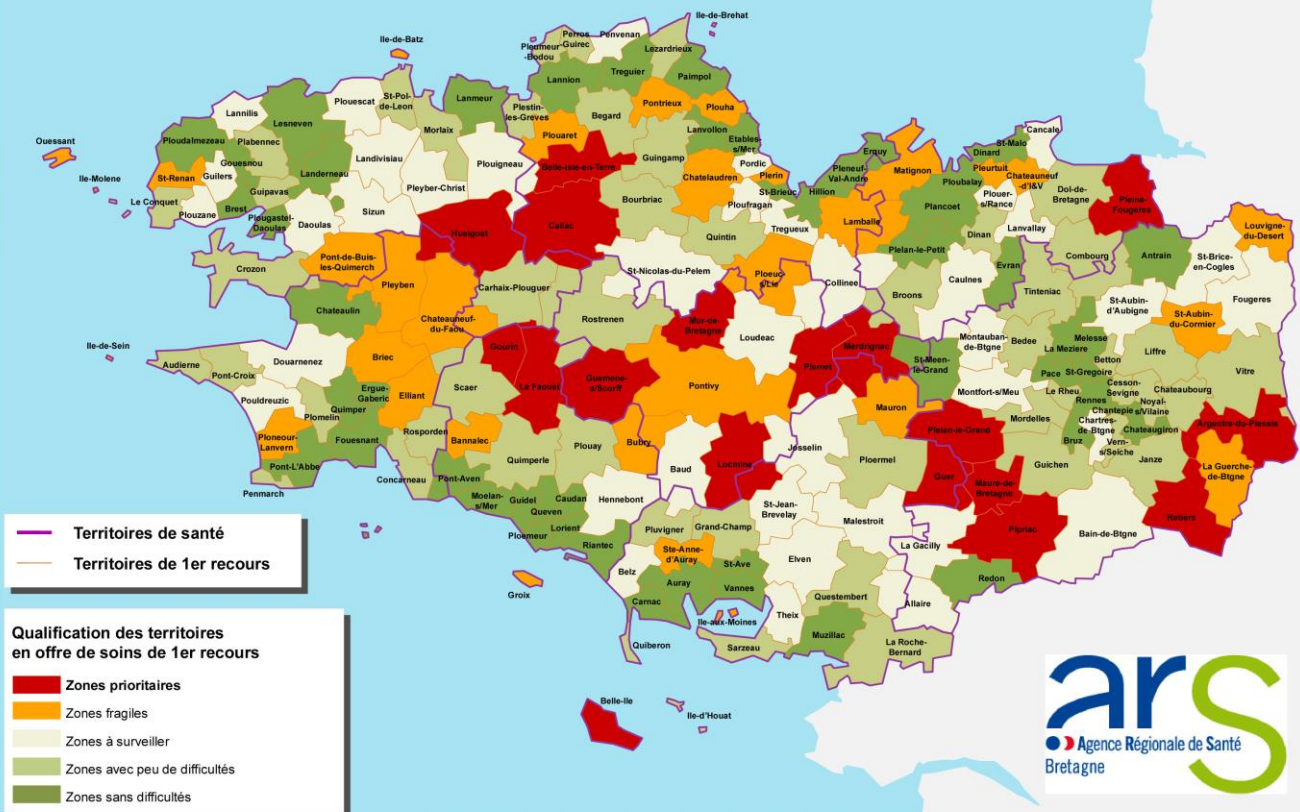 Ile-de-Brehat
Ile-de-Batz
Perros
-Guirec
Penvenan
Pleumeur
-Bodou
Lezardrieux
Lannion
Treguier
Paimpol
Plouescat
St-Pol-
de-Leon
Lanmeur
Lannilis
Lesneven
Plestin-
les-Greves
Begard
Pontrieux
Plouha
Ouessant
Ploudalmezeau
Plabennec
Morlaix
Plouaret
Lanvollon
Etables-
s/Mer
Cancale
Gouesnou
Landivisiau
Plouigneau
Belle-Isle-en-Terre
Guingamp
Pordic
Erquy
St-Malo
Dinard
Ile-Molene
St-Renan
Guilers
Landerneau
Pleyber-Christ
Chatelaudren
Plerin
Pleneuf-
Val-Andre
Matignon
Pleurtuit
Chateauneuf
-d'I&V
Guipavas
St-Brieuc
Hillion
Ploubalay
Dol-de-
Bretagne
Pleine-
Fougeres
Le Conquet
Plouzane
Brest
Plougastel-
Daoulas
Sizun
Bourbriac
Ploufragan
Plancoet
Plouer-
s/Rance
Daoulas
Huelgoat
Callac
Quintin
Tregueux
Lamballe
Dinan
Lanvallay
Louvigne-
du-Desert
Pont-de-Buis-
les-Quimerch
Plelan-le-Petit
Evran
Combourg
Antrain
St-Brice-
en-Cogles
Crozon
Pleyben
Carhaix-Plouguer
St-Nicolas-du-Pelem
Ploeuc-
s/Lie
Collinee
Broons
Caulnes
Tinteniac
St-Aubin-
d'Aubigne
Fougeres
Chateaulin
Chateauneuf-
du-Faou
Rostrenen
Mur-de-
Bretagne
Loudeac
St-Aubin-
du-Cormier
Ile-de-Sein
Douarnenez
Briec
Gourin
Plemet
Merdrignac
St-Meen-
le-Grand
Montauban-
de-Btgne
Bedee
La Meziere
Melesse
Betton
Liffre
Audierne
Pont-Croix
Le Faouet
Guemene-
s/Scorff
Pontivy
Pace
St-Gregoire
Vitre
Pouldreuzic
Ergue-
Gaberic
Elliant
Scaer
Mauron
Montfort-s/Meu
Le Rheu
Rennes
Cesson-
Sevigne
Chateaubourg
Plomelin
Quimper
Mordelles
Chantepie
Noyal-
s/Vilaine
Chartres-
de-Btgne
Ploneour-
Lanvern
Fouesnant
Rosporden
Bannalec
Plouay
Bubry
Baud
Locmine
Josselin
Ploermel
Plelan-le-Grand
Bruz
Vern-
s/Seiche
Chateaugiron
Argentre-du-Plessis
Pont-L'Abbe
Penmarch
Concarneau
Pont-Aven
Quimperle
Guer
Maure-de-
Bretagne
Guichen
Janze
La Guerche-
de-Btgne
Moelan-
s/Mer
Guidel
Caudan
Queven
Hennebont
St-Jean-
Brevelay
Malestroit
Pipriac
Retiers
Ploemeur
Lorient
Riantec
Pluvigner
Grand-Champ
La Gacilly
Bain-de-Btgne
Groix
Belz
Ste-Anne-
d'Auray
Elven
St-Ave
Vannes
Auray
Carnac
Redon
Allaire
Questembert
Ile-aux-Moines
Theix
Muzillac
Quiberon
Sarzeau
La Roche-
Bernard
Belle-Ile
Ile-d'Houat
Territoires de santé
Territoires de 1er recours
Qualification des territoires
en offre de soins de 1er recours
Zones prioritaires
Zones fragiles
Zones à surveiller
Zones avec peu de difficultés
Zones sans difficultés
ars
Agence Régionale de Santé
Bretagne